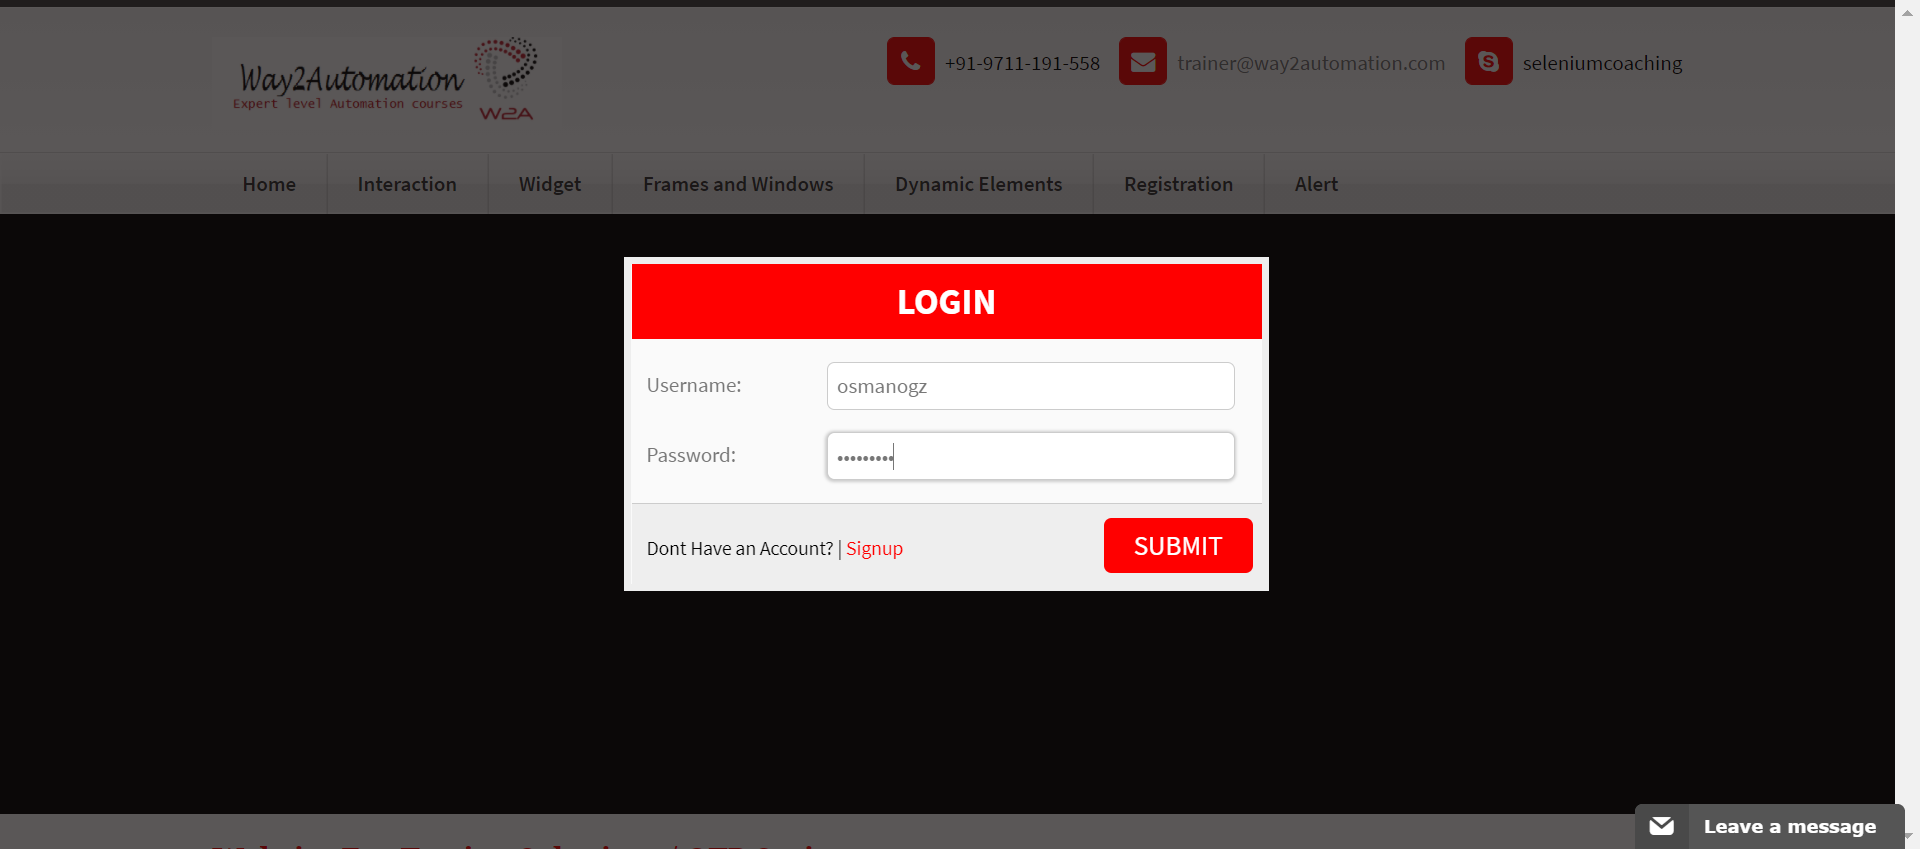 Way2Automation
Expert level Automation courses
W2A
+91-9711-191-558
trainer@way2automation.com
seleniumcoaching
Home
Interaction
Widget
Frames and Windows
Dynamic Elements
Registration
Alert
LOGIN
Username:
osmanogz
Password:
•••••••••
Dont Have an Account? | Signup
SUBMIT
Leave a message